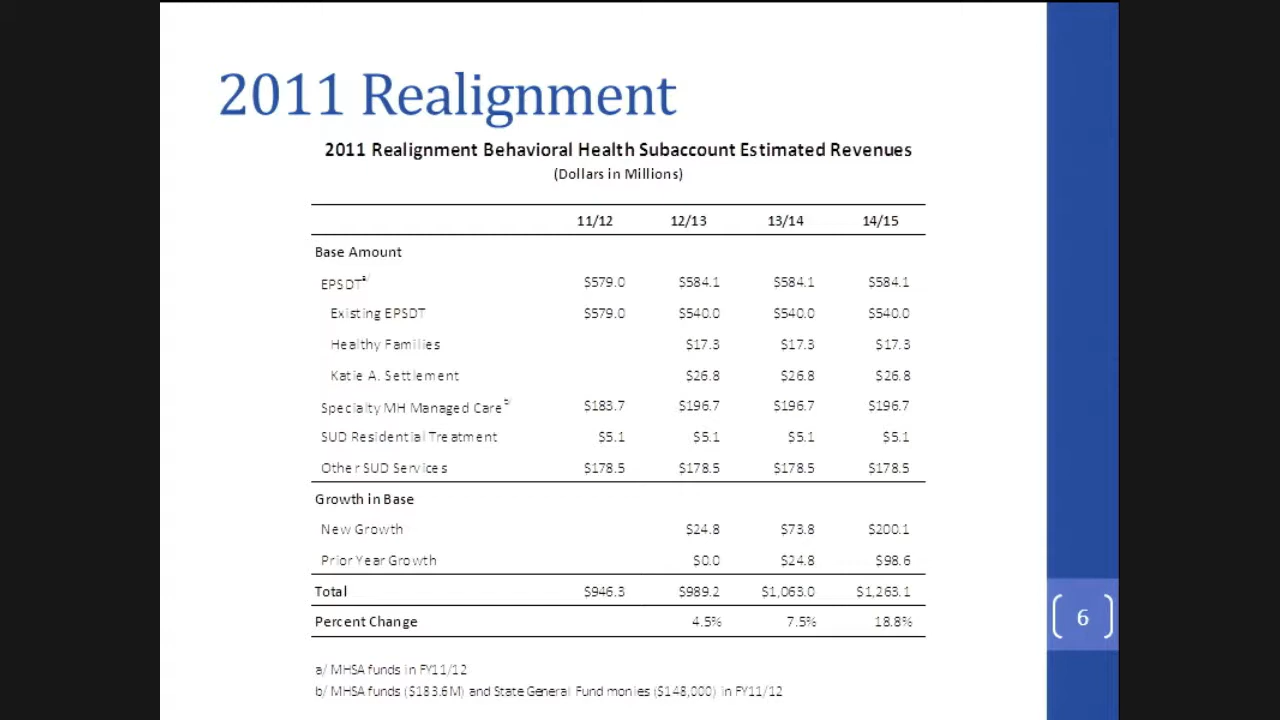 2011 Realignment
2011 Realignment Behavioral Health Subaccount Estimated Revenues
(Dollars in Millions)
11/12 12/13 13/14 14/15
Base Amount
EPSDT a/ $579.0 $584.1 $584.1 $584.1
Existing EPSDT $579.0 $540.0 $540.0 $540.0
Healthy Families $17.3 $17.3 $17.3
Katie A. Settlement $26.8 $26.8 $26.8
Specialty MH Managed Care b/ $183.7 $196.7 $196.7 $196.7
SUD Residential Treatment $5.1 $5.1 $5.1 $5.1
Other SUD Services $178.5 $178.5 $178.5 $178.5
Growth in Base
New Growth $24.8 $73.8 $200.1
Prior Year Growth $0.0 $24.8 $98.6
Total $946.3 $989.2 $1,063.0 $1,263.1
Percent Change 4.5% 7.5% 18.8%
6
a/ MHSA funds in FY11/12
b/ MHSA funds ($183.6M) and State General Fund monies ($148,000) in FY11/12